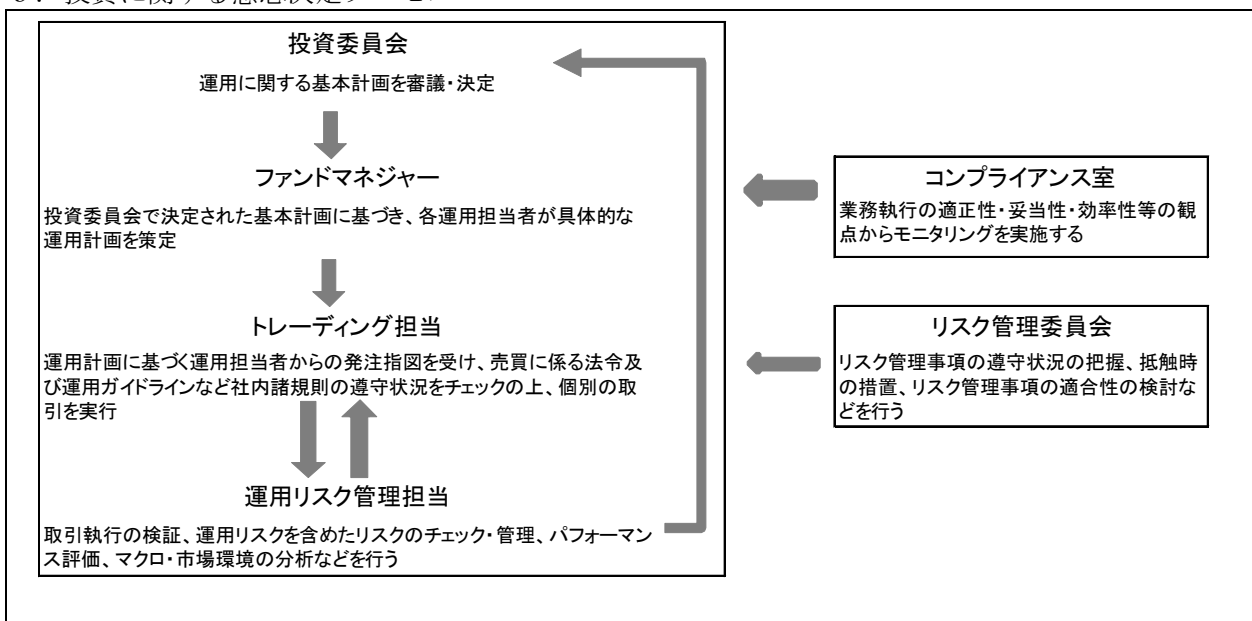 投資委員会
運用に関する基本計画を審議・決定
ファンドマネジャー
投資委員会で決定された基本計画に基づき、各運用担当者が具体的な
運用計画を策定
トレーディング担当
運用計画に基づく運用担当者からの発注指図を受け、売買に係る法令及
び運用ガイドラインなど社内諸規則の遵守状況をチェックの上、個別の取
引を実行
運用リスク管理担当
取引執行の検証、運用リスクを含めたリスクのチェック・管理、パフォーマン
ス評価、マクロ・市場環境の分析などを行う
コンプライアンス室
業務執行の適正性・妥当性・効率性等の観
点からモニタリングを実施する
リスク管理委員会
リスク管理事項の遵守状況の把握、抵触時
の措置、リスク管理事項の適合性の検討な
どを行う